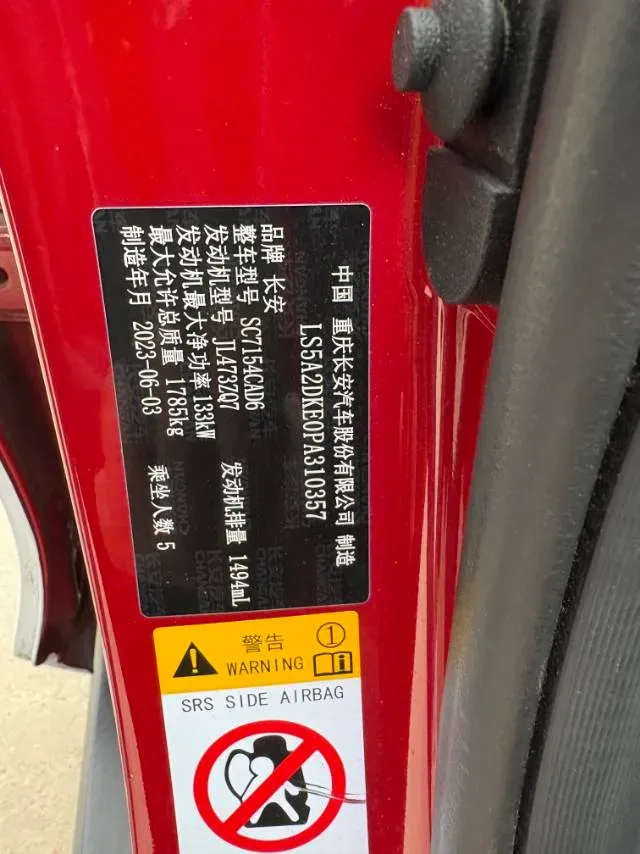 中国 重庆长安汽车股份有限公司 制造
LS5A2DKE0PA310357
品牌 长安
整车型号 SC7154CAD6
发动机型号 JL473ZQ7 发动机排量 1494mL
发动机最大净功率 133kW
最大允许总质量 1785kg 乘坐人数 5
制造年月 2023-06-03
警告 ①
WARNING
SRS SIDE AIRBAG